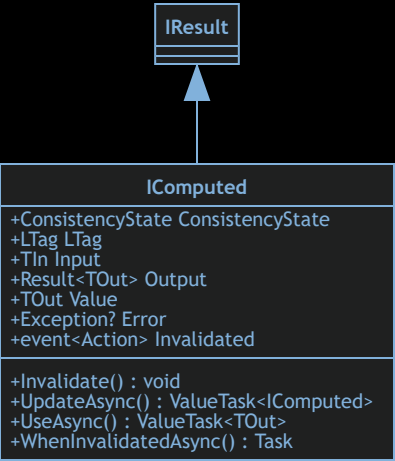 IResult
IComputed
+ConsistencyState ConsistencyState
+LTag LTag
+TIn Input
+Result<TOut> Output
+TOut Value
+Exception? Error
+event<Action> Invalidated
+Invalidate() : void
+UpdateAsync() : ValueTask<IComputed>
+UseAsync() : ValueTask<TOut>
+WhenInvalidatedAsync() : Task